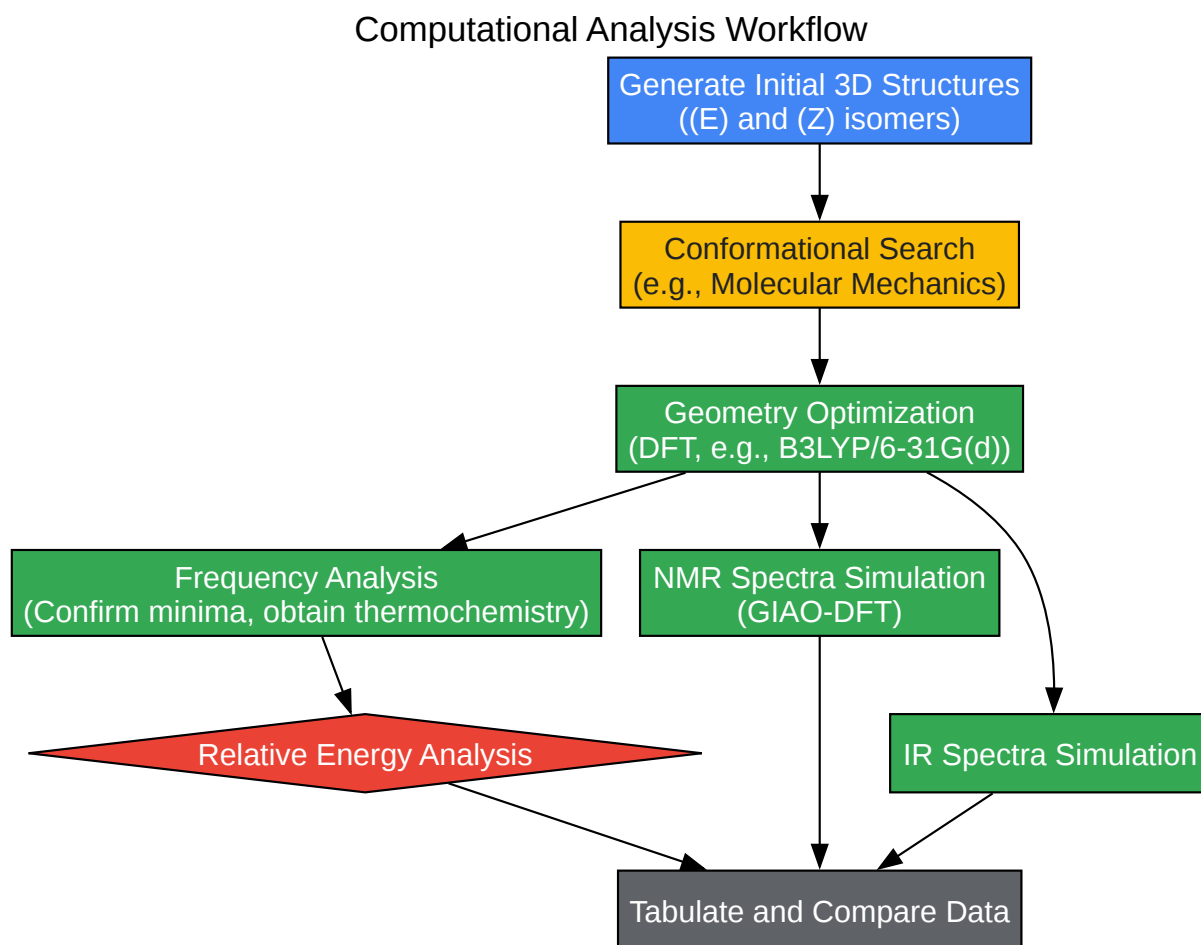 Computational Analysis Workflow
Generate Initial 3D Structures
((E) and (Z) isomers)
Conformational Search
(e.g., Molecular Mechanics)
Geometry Optimization
(DFT, e.g., B3LYP/6-31G(d))
Frequency Analysis
(Confirm minima, obtain thermochemistry)
NMR Spectra Simulation
(GIAO-DFT)
Relative Energy Analysis
IR Spectra Simulation
Tabulate and Compare Data